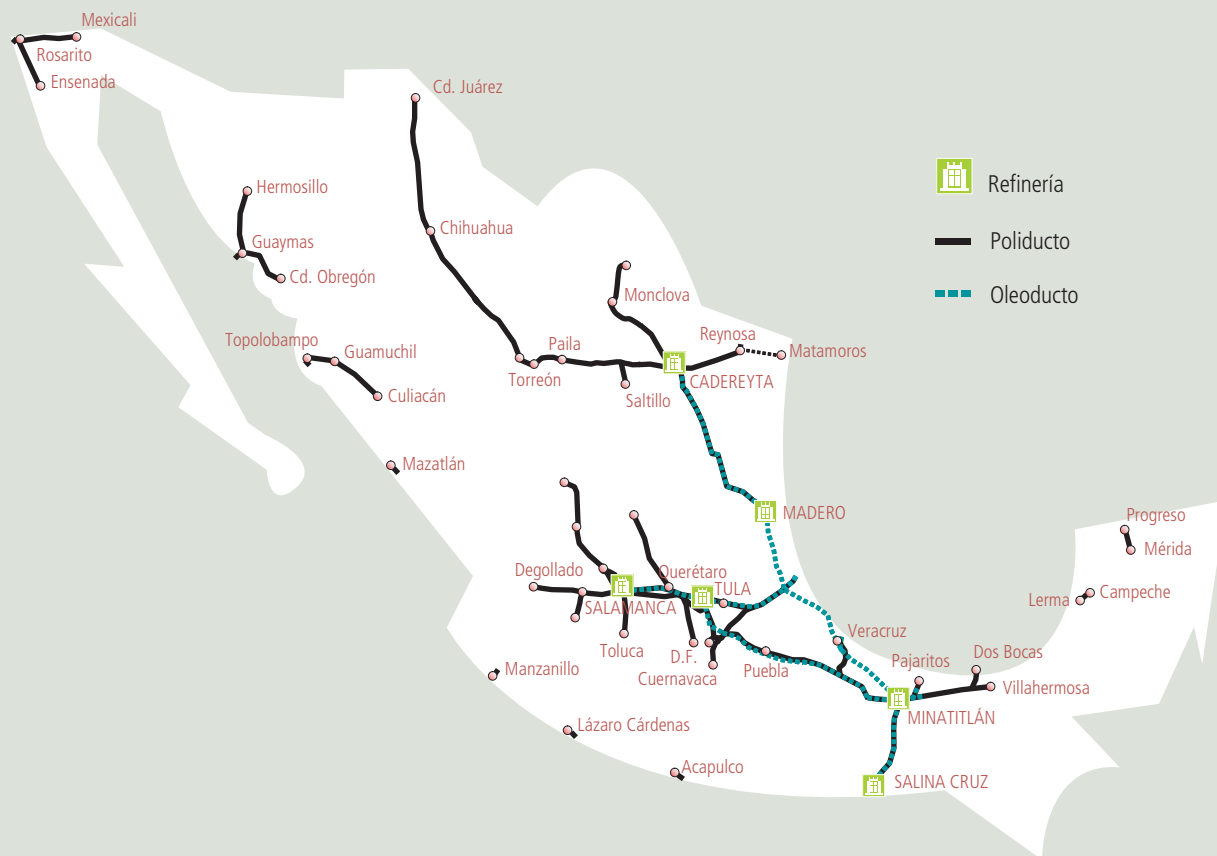 Mexicali
Rosarito
Ensenada
Cd. Juárez
Hermosillo
Refinería
Chihuahua
Guaymas
Poliducto
Cd. Obregón
Monclova
Oleoducto
Topolobampo
Guamuchil
Paila
Reynosa
Matamoros
Torreón
CADEREYTA
Culiacán
Saltillo
Mazatlán
MADERO
Progreso
Mérida
Degollado
Querétaro
TULA
SALAMANCA
Lerma
Campeche
Veracruz
Toluca
D.F.
Cuernavaca
Puebla
Pajaritos
Dos Bocas
Manzanillo
Villahermosa
MINATITLÁN
Lázaro Cárdenas
Acapulco
SALINA CRUZ